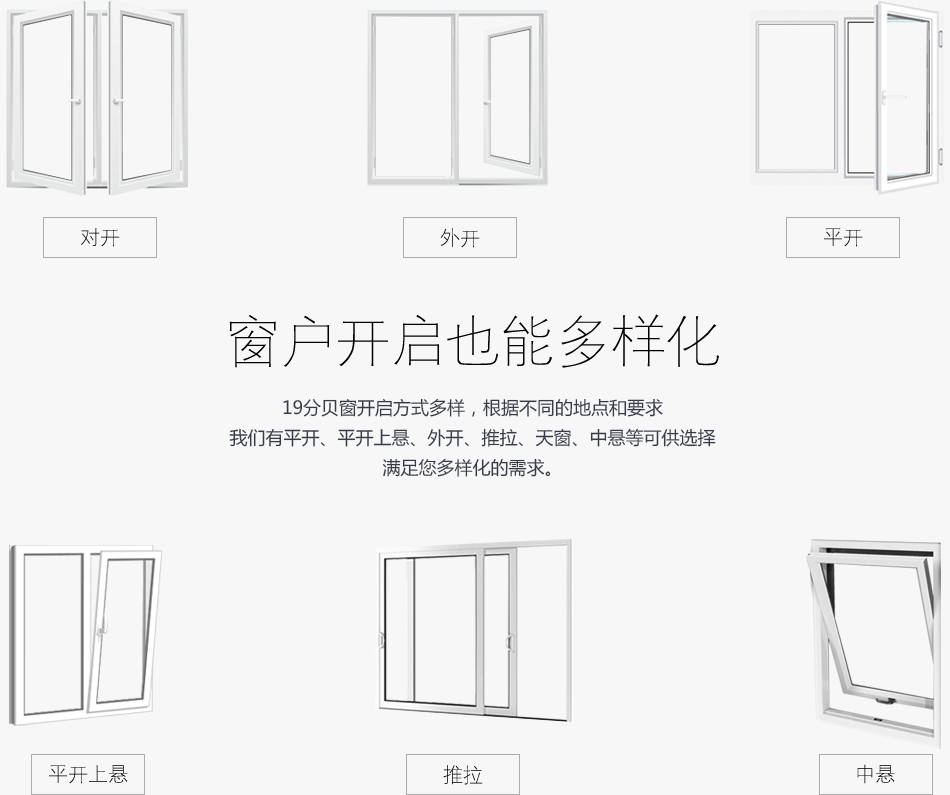 对开
外开
平开
窗户开启也能多样化
19分贝窗开启方式多样，根据不同的地点和要求
我们有平开、平开上悬、外开、推拉、天窗、中悬等可供选择
满足您多样化的需求。
平开上悬
推拉
中悬